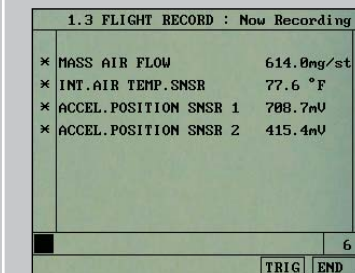 1.3 FLIGHT RECORD : Now Recording
* MASS AIR FLOW 614.0mg/st
* INT.AIR TEMP.SNSR 77.6 °F
* ACCEL.POSITION SNSR 1 708.7mV
* ACCEL.POSITION SNSR 2 415.4mV
6
TRIG END